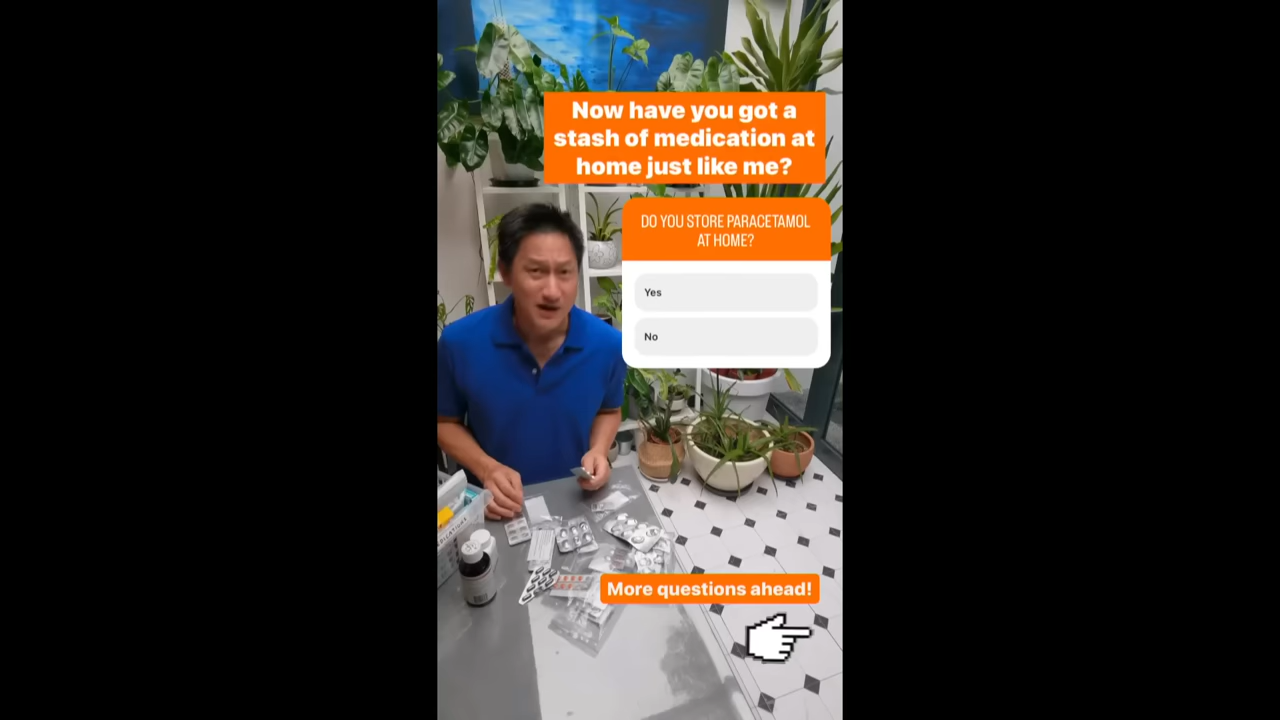 Now have you got a
stash of medication at
home just like me?
DO YOU STORE PARACETAMOL
AT HOME?
Yes
No
More questions ahead!